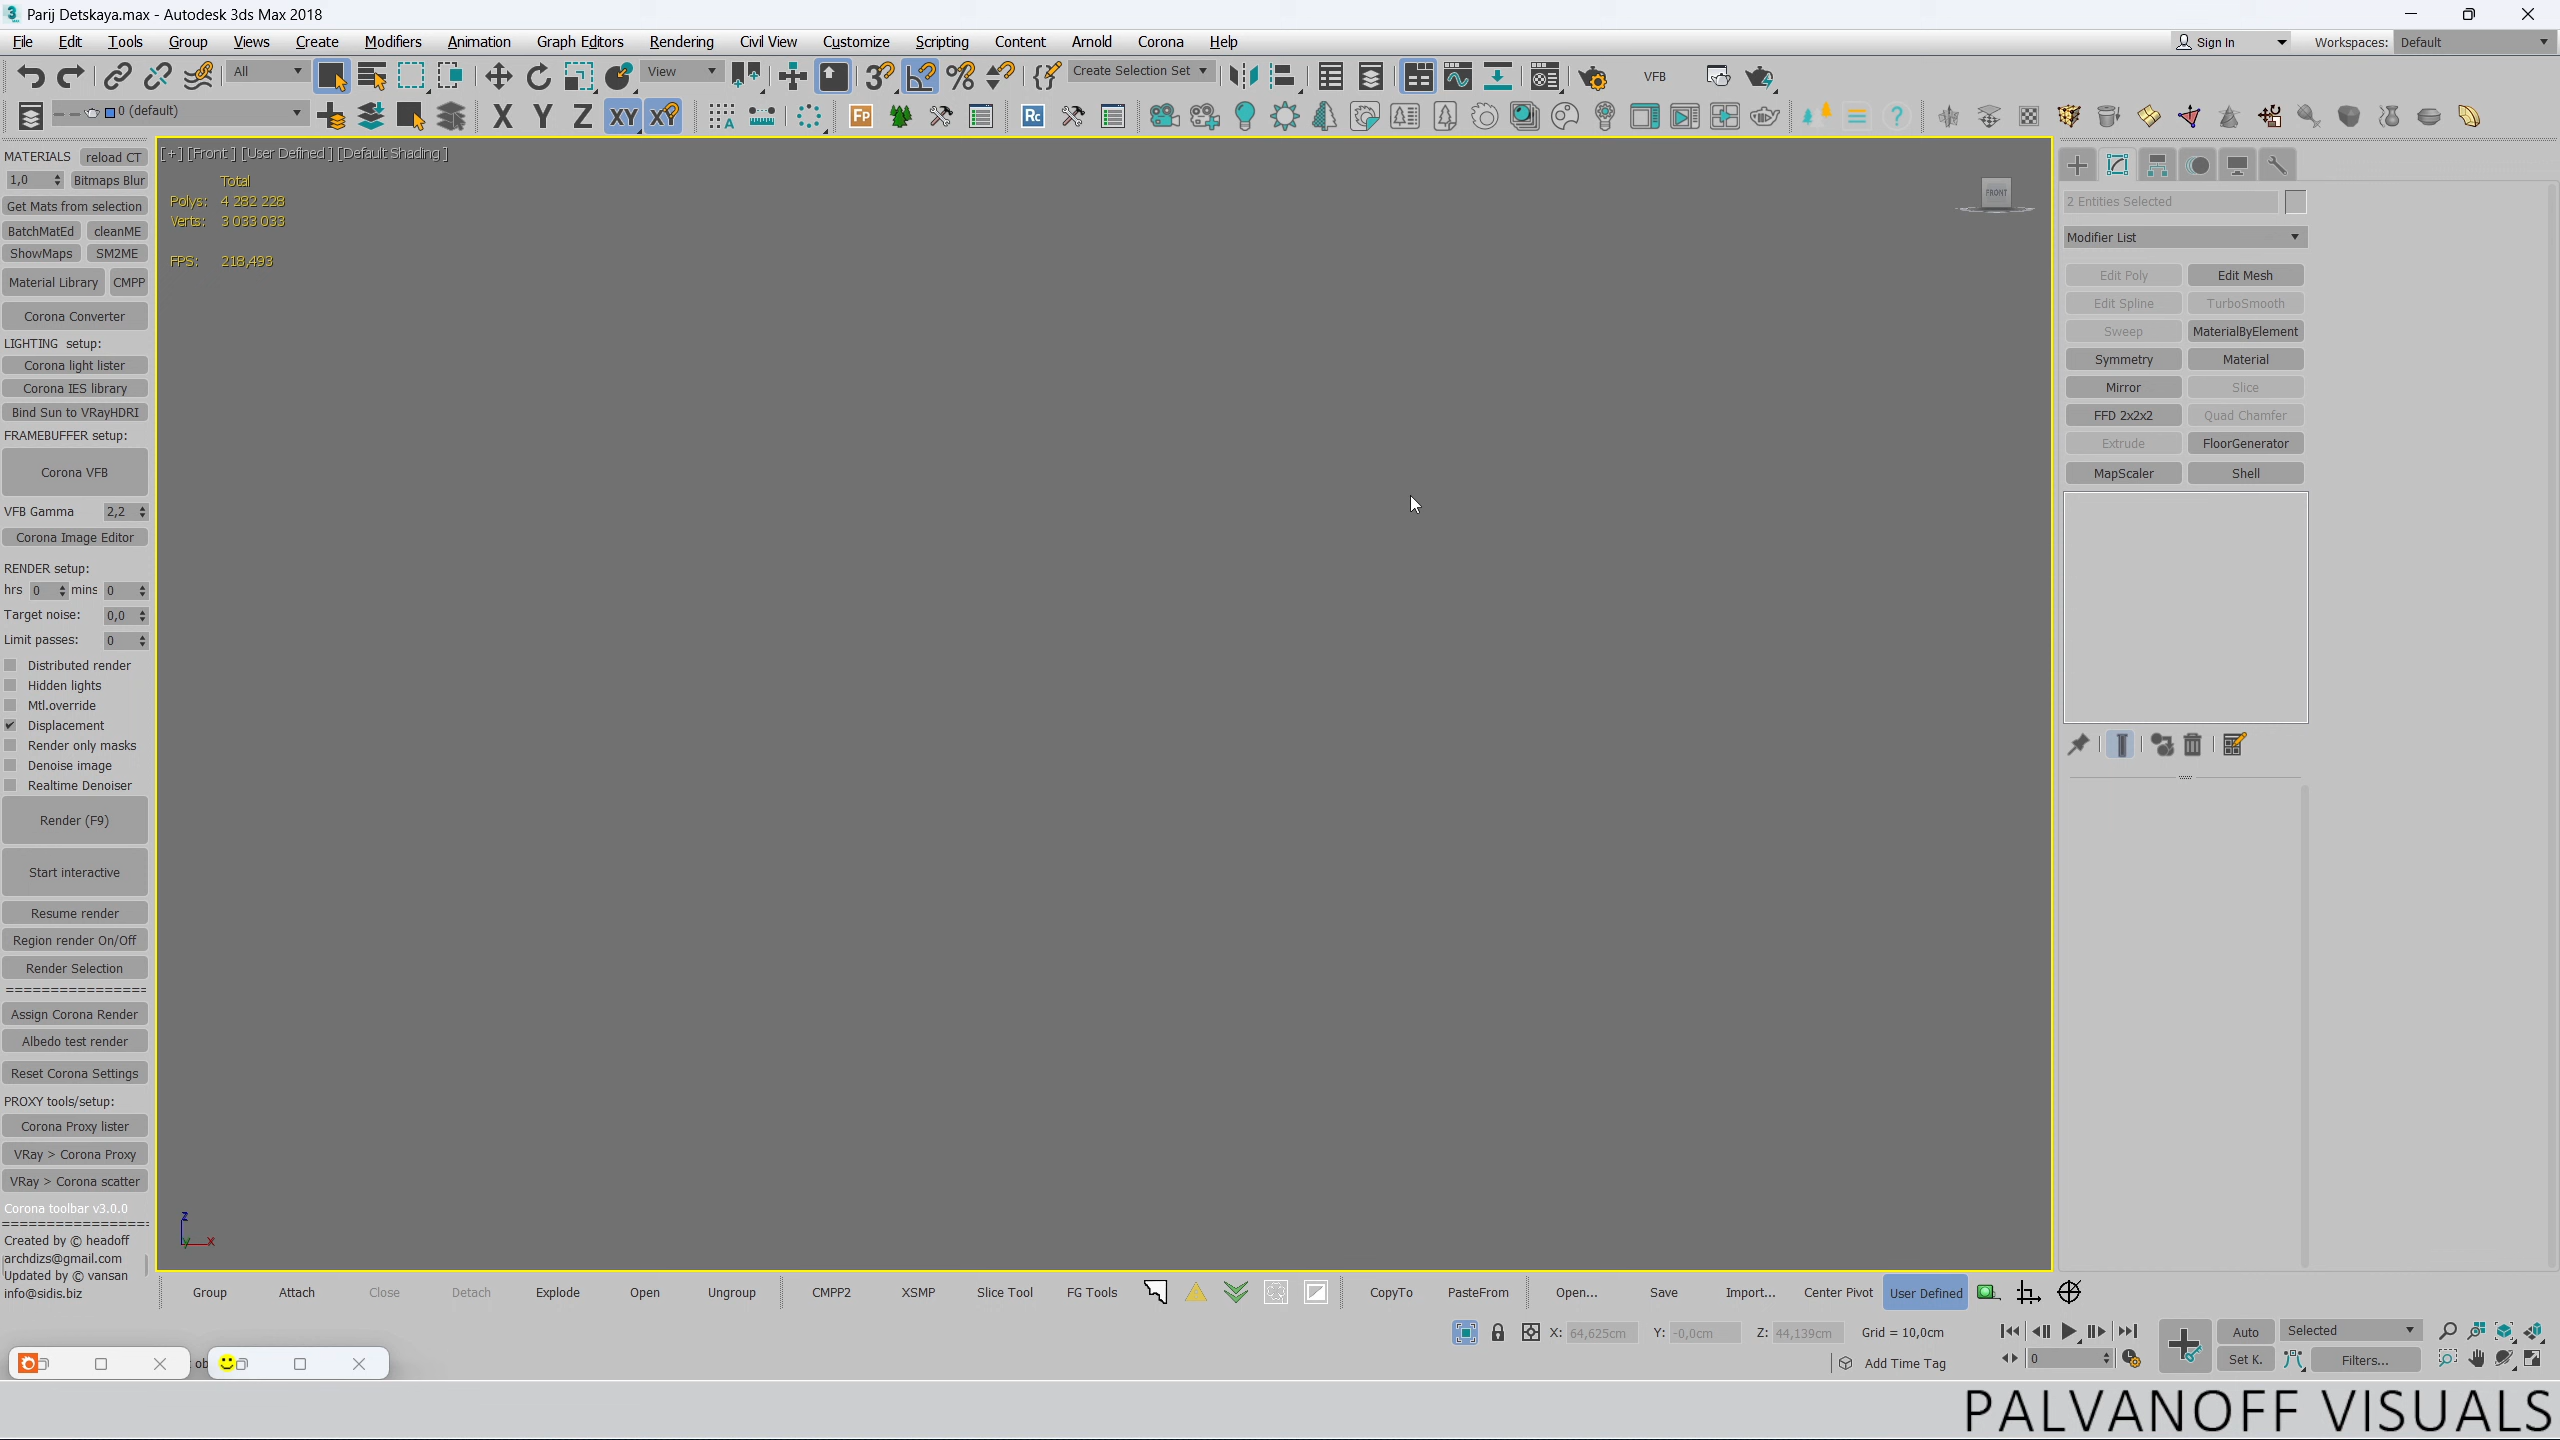 Parij Detskaya.max - Autodesk 3ds Max 2018
File Edit Tools Group Views Create Modifiers Animation Graph Editors Rendering Civil View Customize Scripting Content Arnold Corona Help Sign In Workspaces: Default
All View Create Selection Set VFB
0 (default) X Y Z XY XY Fp Rc
MATERIALS reload CT
1,0 Bitmaps Blur
Get Mats from selection
BatchMatEd cleanME
ShowMaps SM2ME
Material Library CMPP
Corona Converter
LIGHTING setup:
Corona light lister
Corona IES library
Bind Sun to VRayHDRI
FRAMEBUFFER setup:
Corona VFB
VFB Gamma 2,2
Corona Image Editor
RENDER setup:
hrs 0 mins 0
Target noise: 0,0
Limit passes: 0
Distributed render
Hidden lights
Mtl.override
Displacement
Render only masks
Denoise image
Realtime Denoiser
Render (F9)
Start interactive
Resume render
Region render On/Off
Render Selection
================
Assign Corona Render
Albedo test render
Reset Corona Settings
PROXY tools/setup:
Corona Proxy lister
VRay > Corona Proxy
VRay > Corona scatter
Corona toolbar v3.0.0
================
Created by © headoff
archdizs@gmail.com
Updated by © vansan
info@sidis.biz
[+] [Front ] [User Defined ] [Default Shading ]
Total
Polys: 4 282 228
Verts: 3 033 033
FPS: 218,493
FRONT
z
y x
2 Entities Selected
Modifier List
Edit Poly Edit Mesh
Edit Spline TurboSmooth
Sweep MaterialByElement
Symmetry Material
Mirror Slice
FFD 2x2x2 Quad Chamfer
Extrude FloorGenerator
MapScaler Shell
Group Attach Close Detach Explode Open Ungroup CMPP2 XSMP Slice Tool FG Tools CopyTo PasteFrom Open... Save Import... Center Pivot User Defined
X: 64,625cm Y: -0,0cm Z: 44,139cm Grid = 10,0cm Auto Selected
ob Add Time Tag 0 Set K. Filters...
PALVANOFF VISUALS